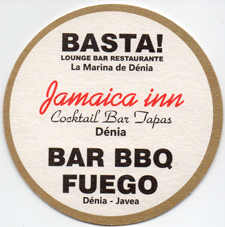 BASTA!
LOUNGE BAR RESTAURANTE
La Marina de Dénia
Jamaica inn
Cocktail Bar Tapas
Dénia
BAR BBQ
FUEGO
Dénia - Javea